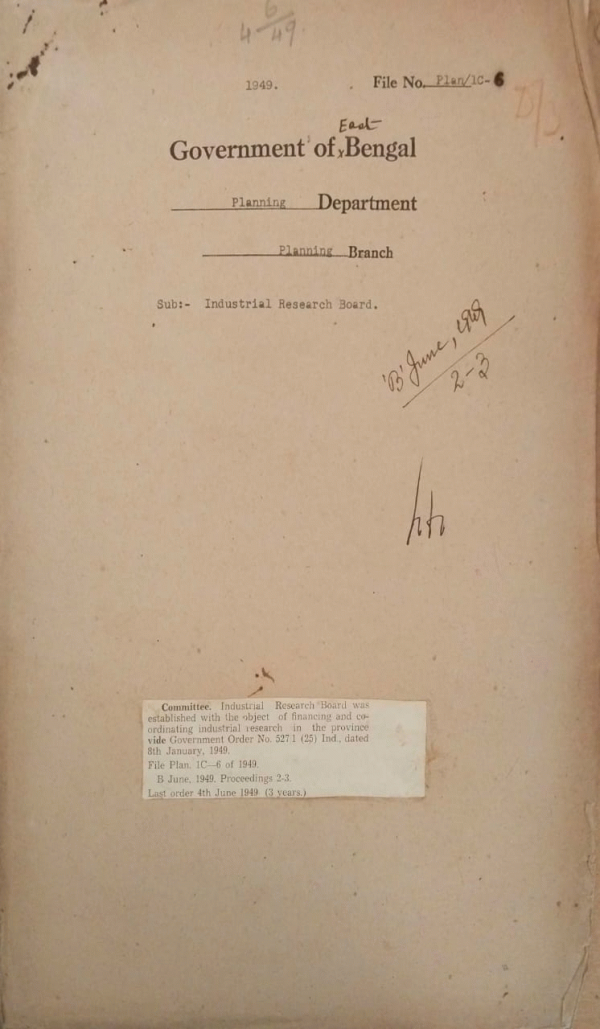 6
4 49
1949. File No. Plan/1C-6
B/3
East
Government of Bengal
Planning Department
Planning Branch
Sub:- Industrial Research Board.
'B' June, 1949
2-3
Committee. Industrial Research Board was
established with the object of financing and co-
ordinating industrial research in the province
vide Government Order No. 5271 (25) Ind., dated
8th January, 1949.
File Plan. 1C—6 of 1949.
B June, 1949. Proceedings 2-3.
Last order 4th June 1949 (3 years.)